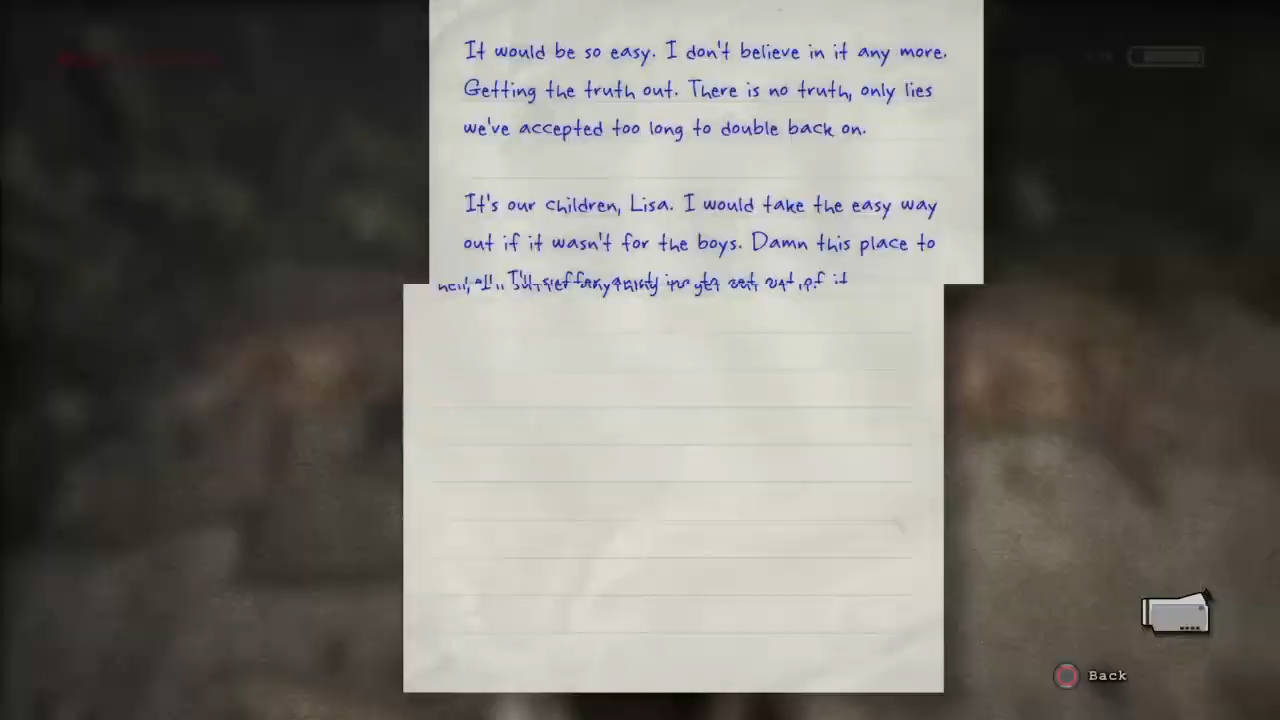 It would be so easy. I don't believe in it any more.
Getting the truth out. There is no truth, only lies
we've accepted too long to double back on.
It's our children, Lisa. I would take the easy way
out if it wasn't for the boys. Damn this place to
of it
Back